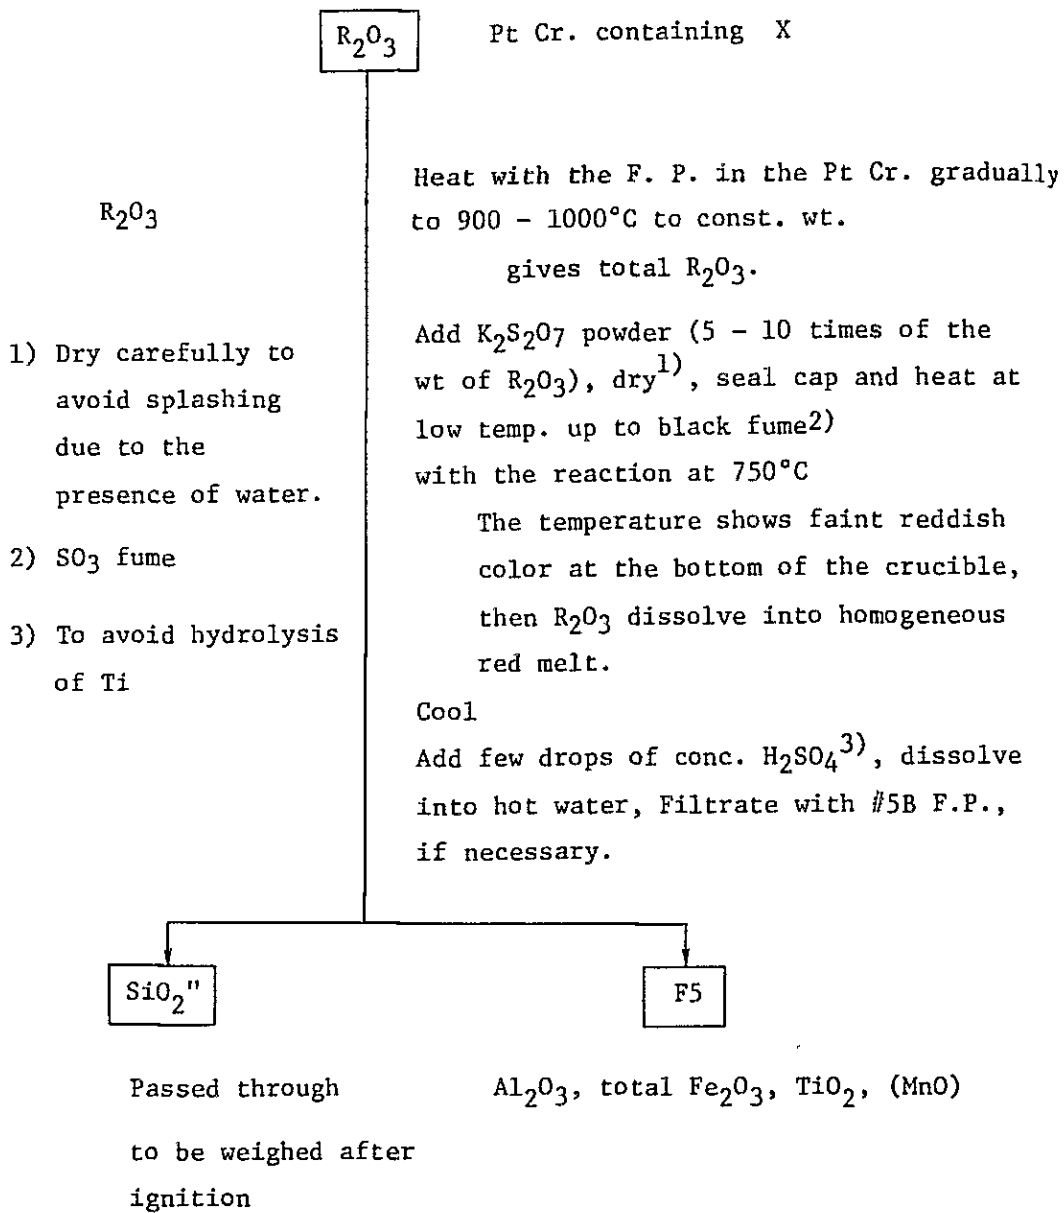 R2O3 Pt Cr. containing X
R2O3
1) Dry carefully to
avoid splashing
due to the
presence of water.
2) SO3 fume
3) To avoid hydrolysis
of Ti
Heat with the F. P. in the Pt Cr. gradually
to 900 - 1000°C to const. wt.
gives total R2O3.
Add K2S2O7 powder (5 - 10 times of the
wt of R2O3), dry1), seal cap and heat at
low temp. up to black fume2)
with the reaction at 750°C
The temperature shows faint reddish
color at the bottom of the crucible,
then R2O3 dissolve into homogeneous
red melt.
Cool
Add few drops of conc. H2SO43), dissolve
into hot water, Filtrate with #5B F.P.,
if necessary.
SiO2"
F5
Passed through
to be weighed after
ignition
Al2O3, total Fe2O3, TiO2, (MnO)